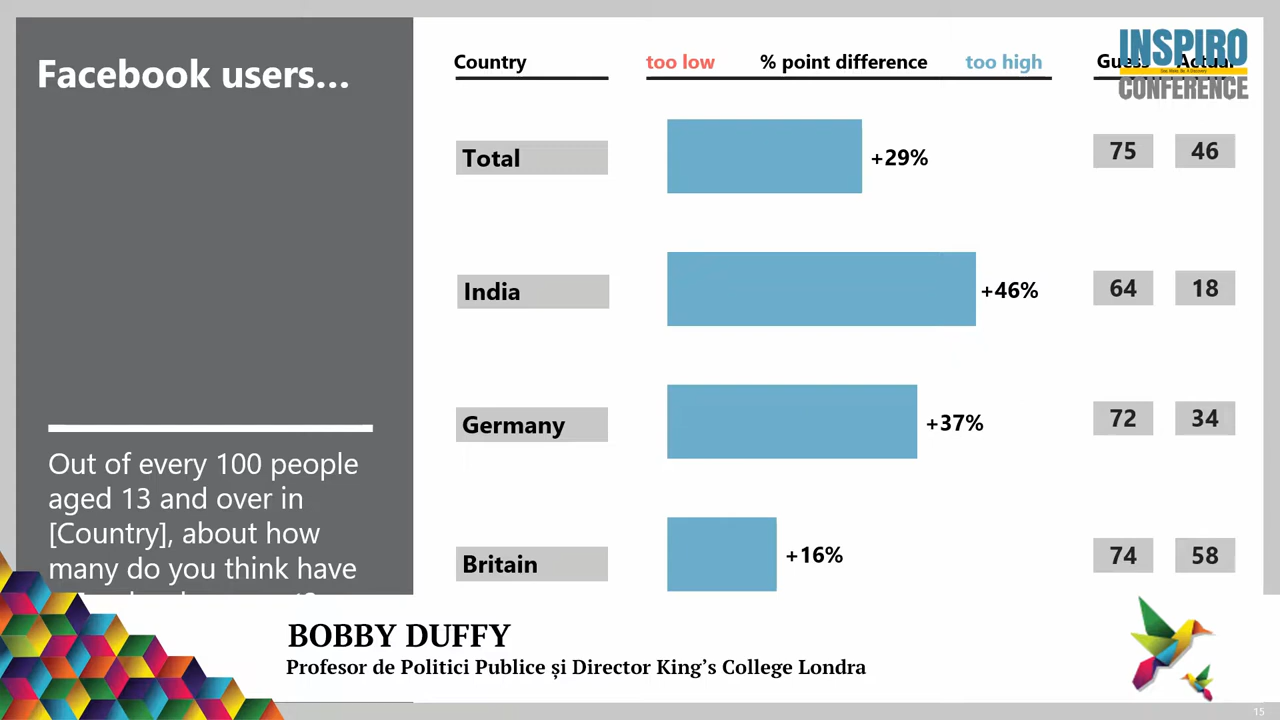 Facebook users...
Country
too low
% point difference
too high
INSPIRO
CONFERENCE
Total
+29%
75
46
India
+46%
64
18
Germany
+37%
72
34
Britain
+16%
74
58
Out of every 100 people
aged 13 and over in
[Country], about how
many do you think have
BOBBY DUFFY
Profesor de Politici Publice și Director King's College Londra
15